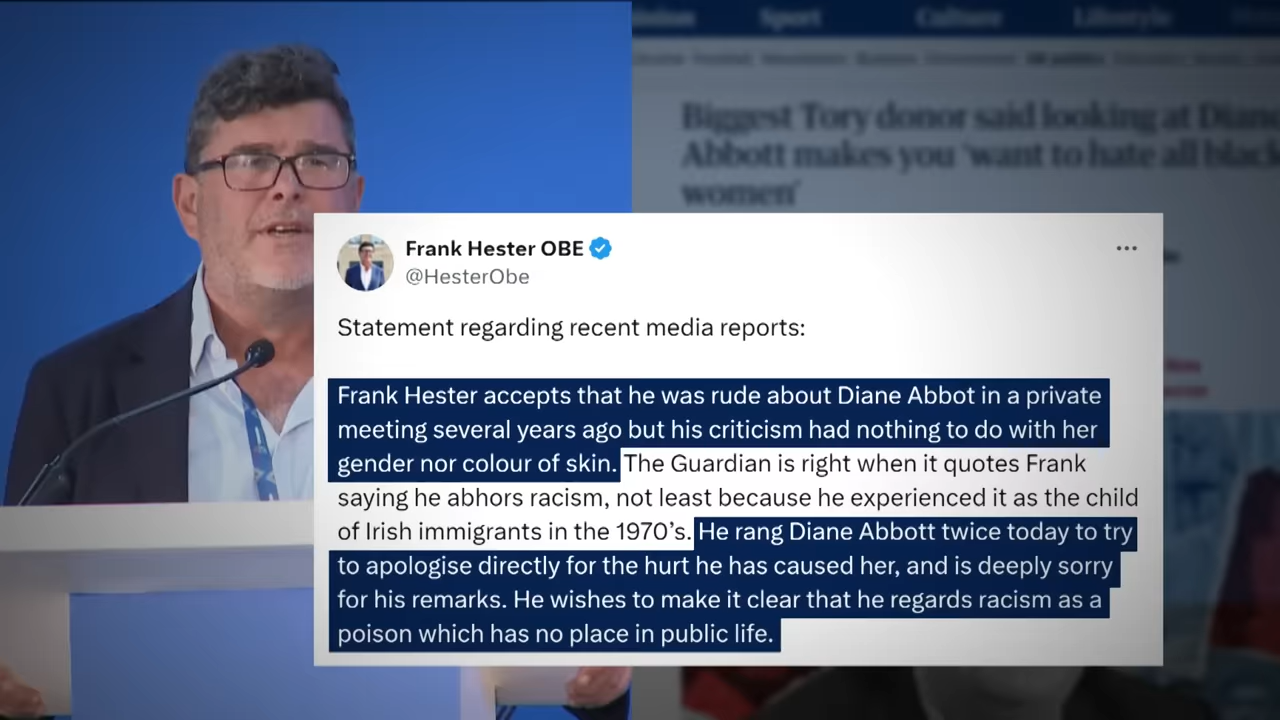 Opinion
Sport
Culture
Lifestyle
Biggest Tory donor said looking at Diane
Abbott makes you 'want to hate all black
women'
Frank Hester OBE
@HesterObe
Statement regarding recent media reports:
Frank Hester accepts that he was rude about Diane Abbot in a private
meeting several years ago but his criticism had nothing to do with her
gender nor colour of skin. The Guardian is right when it quotes Frank
saying he abhors racism, not least because he experienced it as the child
of Irish immigrants in the 1970's. He rang Diane Abbott twice today to try
to apologise directly for the hurt he has caused her, and is deeply sorry
for his remarks. He wishes to make it clear that he regards racism as a
poison which has no place in public life.